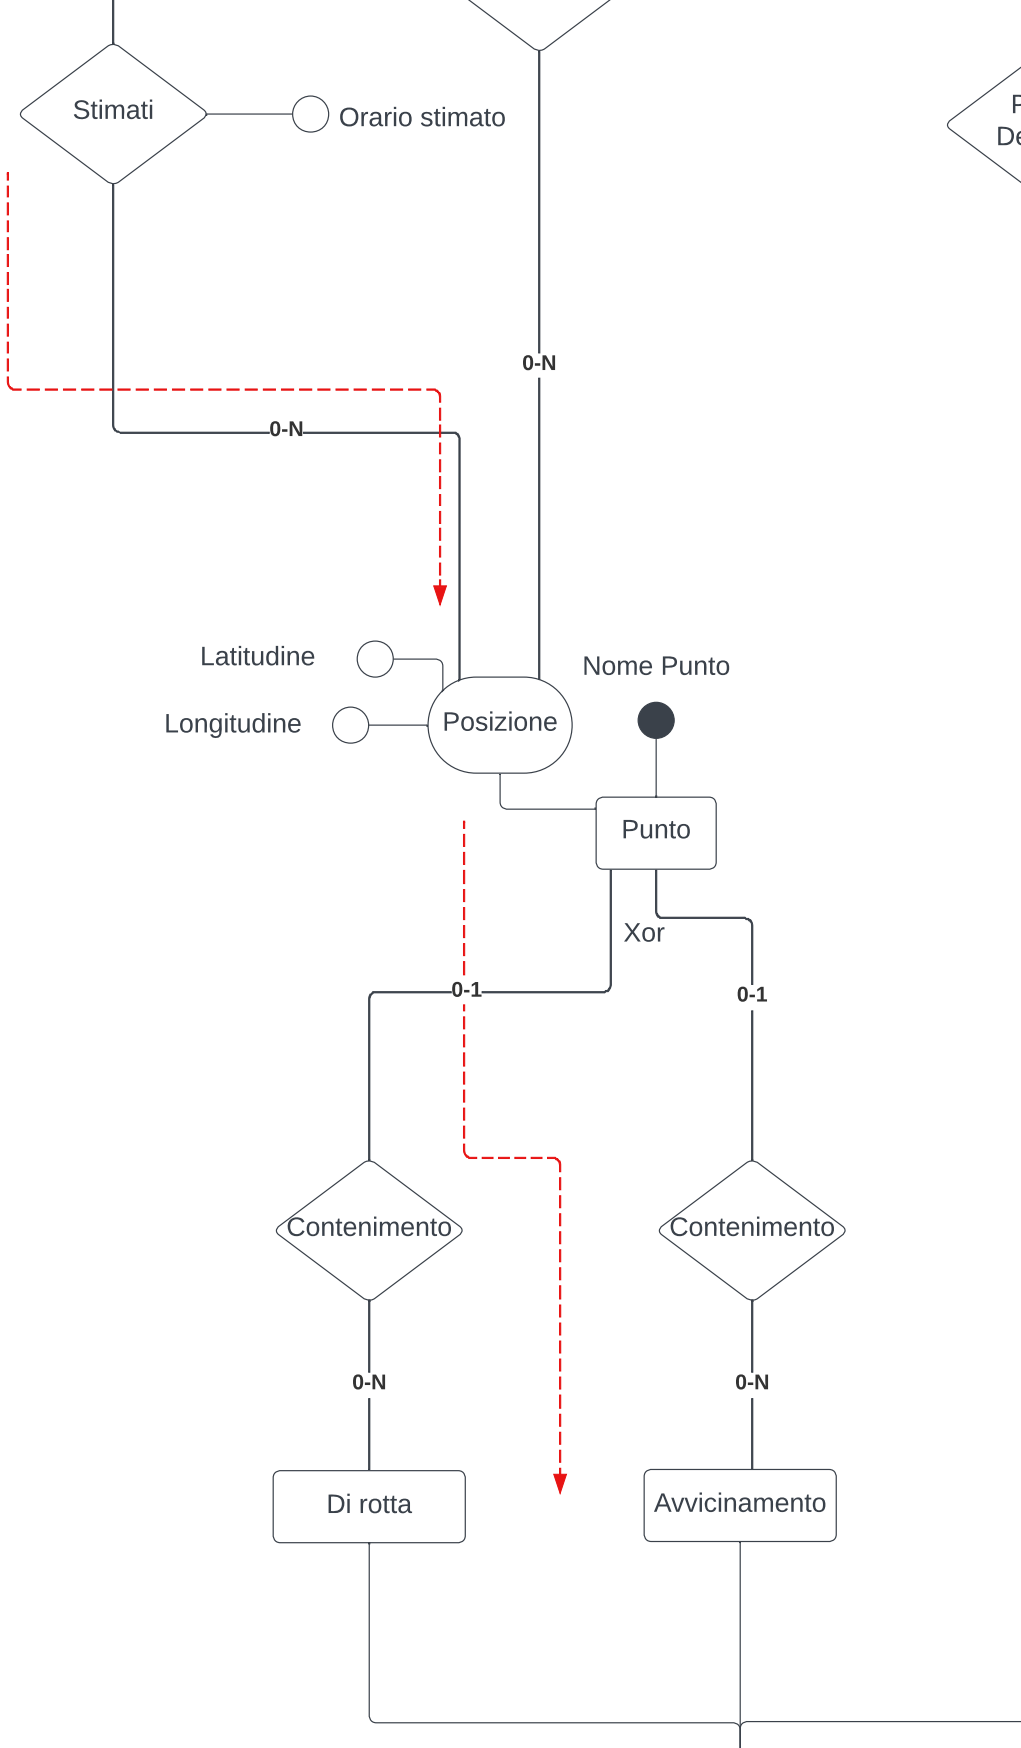 Stimati
Orario stimato
De
0-N
0-N
Latitudine
Nome Punto
Longitudine
Posizione
Punto
Xor
0-1
0-1
Contenimento
Contenimento
0-N
0-N
Di rotta
Avvicinamento